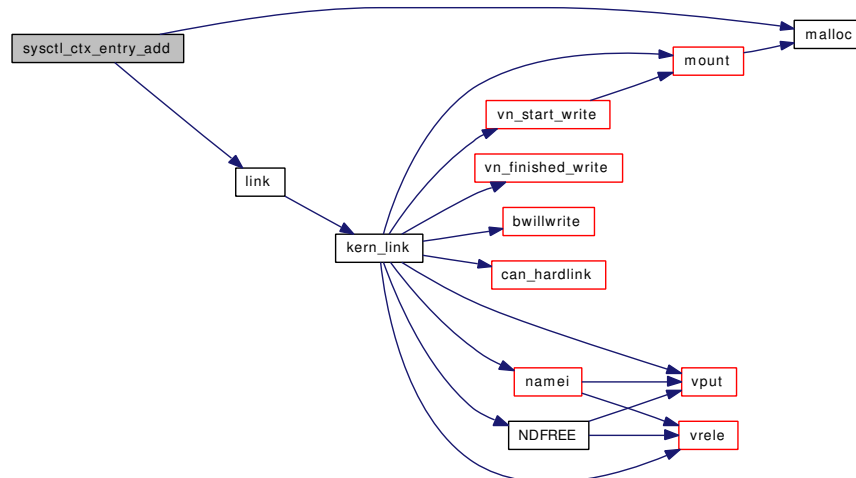 sysctl_ctx_entry_add
malloc
mount
vn_start_write
vn_finished_write
link
bwillwrite
kern_link
can_hardlink
namei
vput
NDFREE
vrele